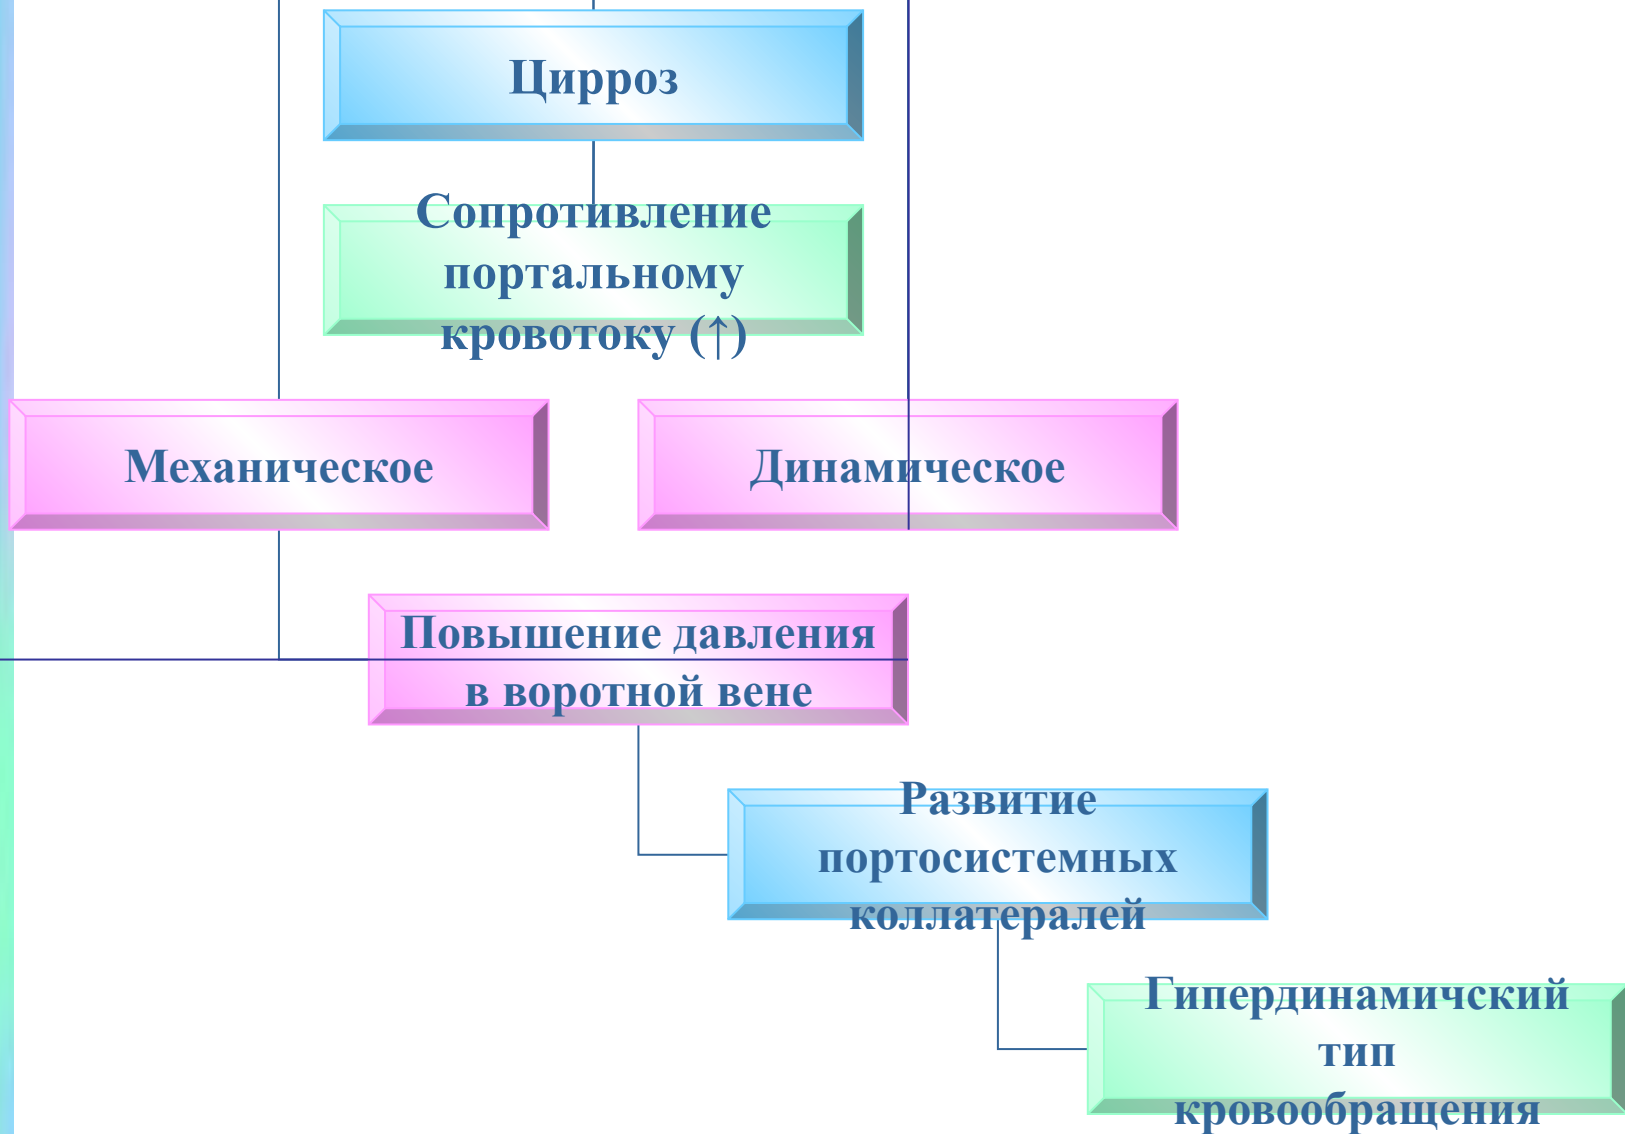 Цирроз
Сопротивление
портальному
кровотоку (↑)
Механическое
Динамическое
Повышение давления
в воротной вене
Развитие
портосистемных
коллатералей
Гипердинамичский
тип
кровообращения